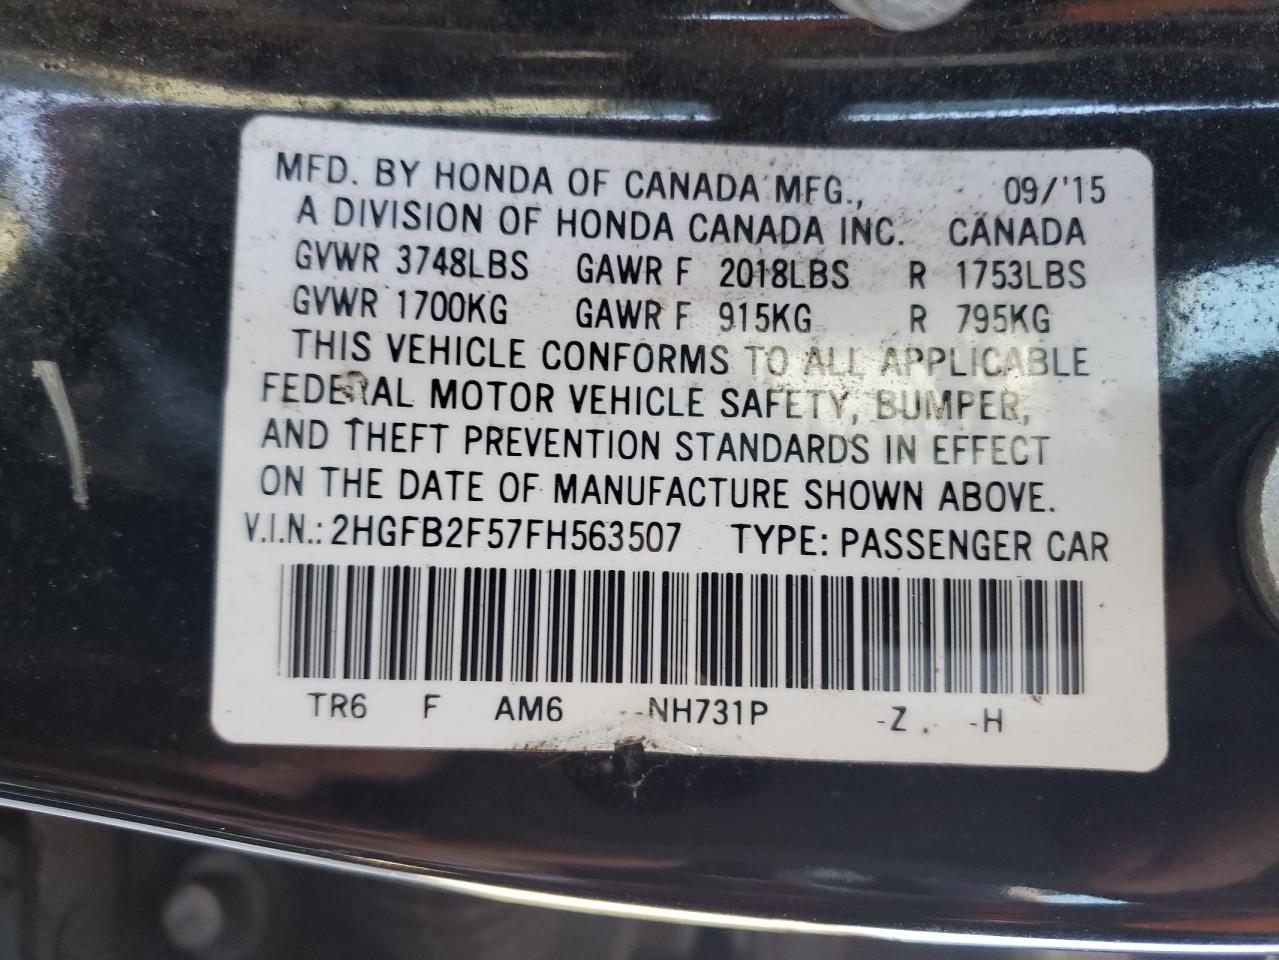 MFD. BY HONDA OF CANADA MFG., 09/'15
A DIVISION OF HONDA CANADA INC. CANADA
GVWR 3748LBS GAWR F 2018LBS R 1753LBS
GVWR 1700KG GAWR F 915KG R 795KG
THIS VEHICLE CONFORMS TO ALL APPLICABLE
FEDERAL MOTOR VEHICLE SAFETY, BUMPER,
AND THEFT PREVENTION STANDARDS IN EFFECT
ON THE DATE OF MANUFACTURE SHOWN ABOVE.
V.I.N.: 2HGFB2F57FH563507 TYPE: PASSENGER CAR
TR6 F AM6 NH731P -Z -H